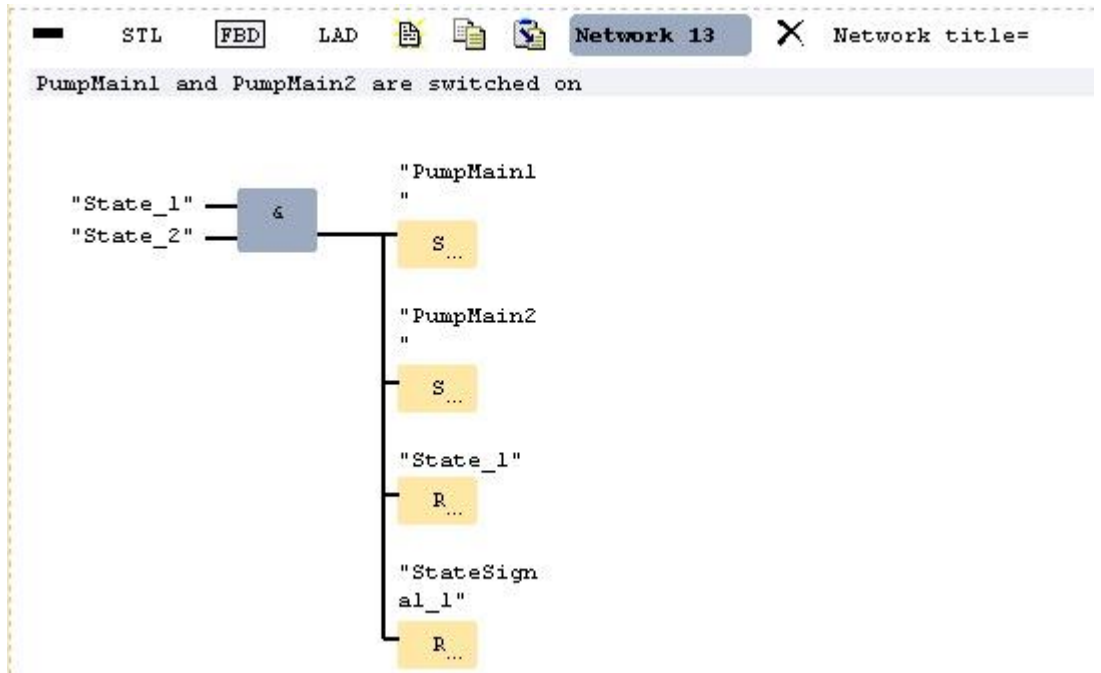 STL FBD LAD Network 13 Network title=
PumpMain1 and PumpMain2 are switched on
"PumpMain1
"
"State_1" &
"State_2"
S
...
"PumpMain2
"
S
...
"State_1"
R
...
"StateSign
al_1"
R
...